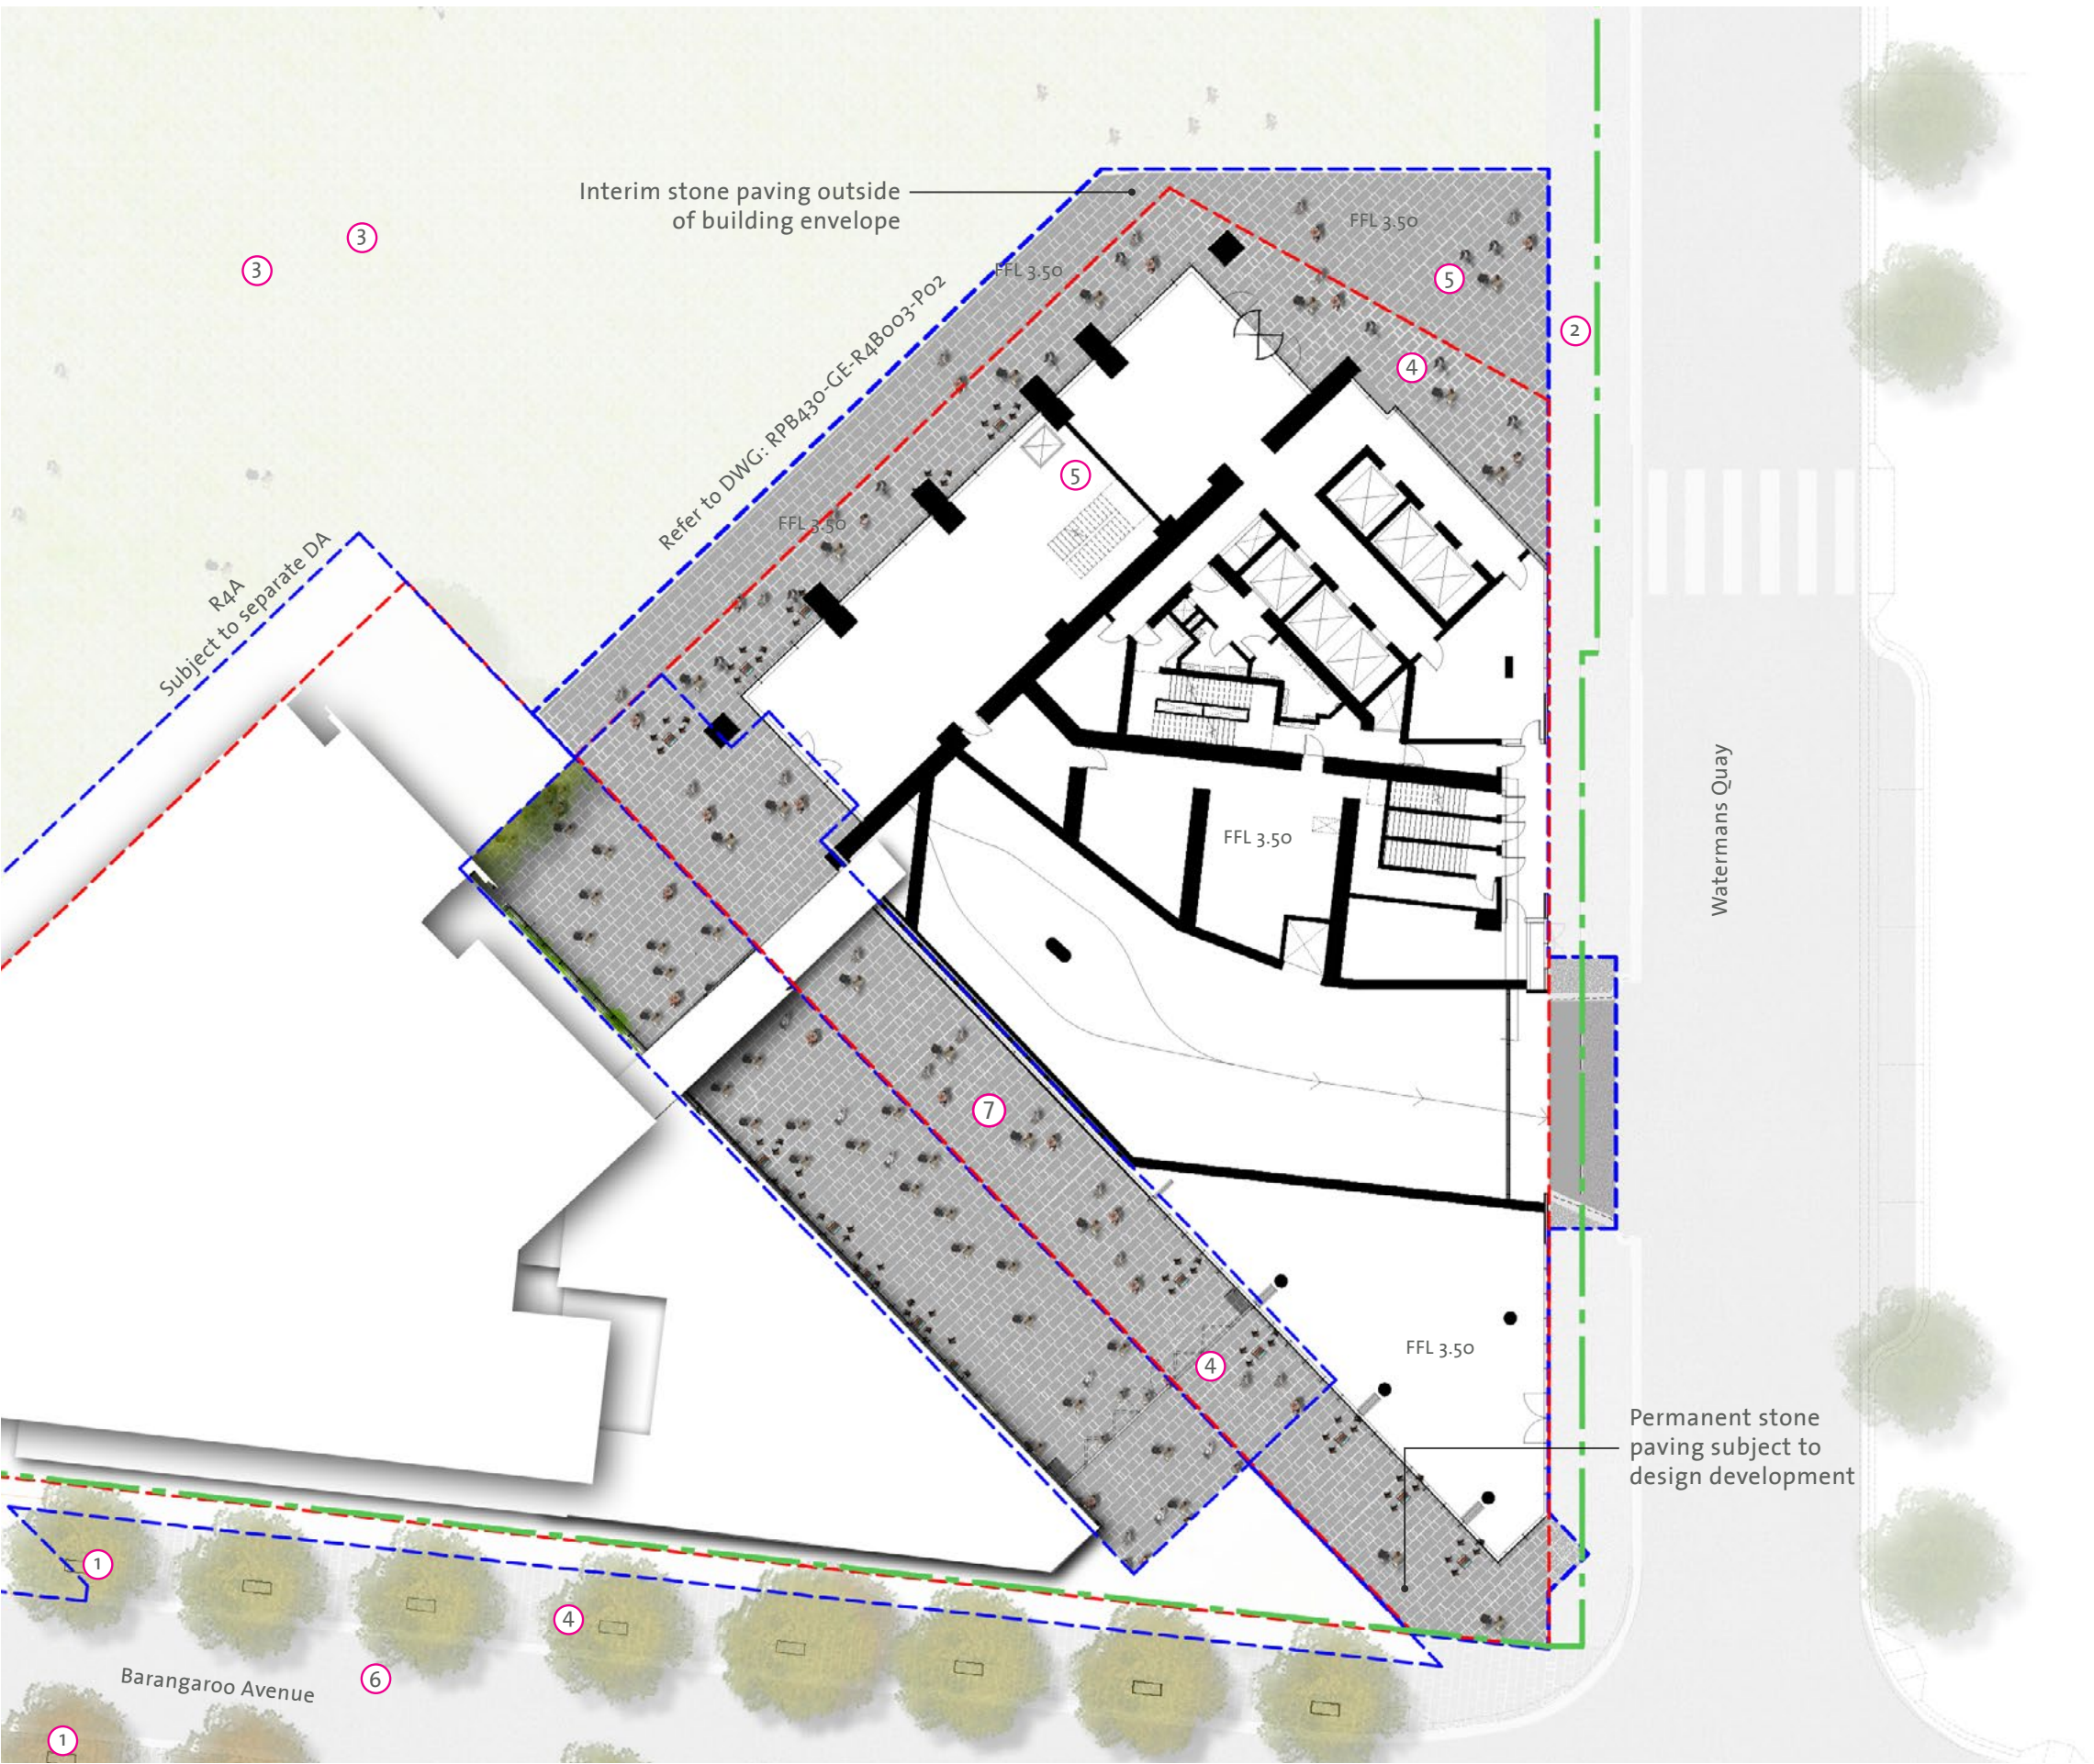 Interim stone paving outside
of building envelope
FFL 3.50
3
3
FFL 3.50
5
2
Refer to DWG: RPB430-GE-R4B003-P02
4
5
FFL 3.50
R4A
Subject to separate DA
FFL 3.50
Watermans Quay
7
FFL 3.50
4
Permanent stone
paving subject to
design development
1
4
6
Barangaroo Avenue
1